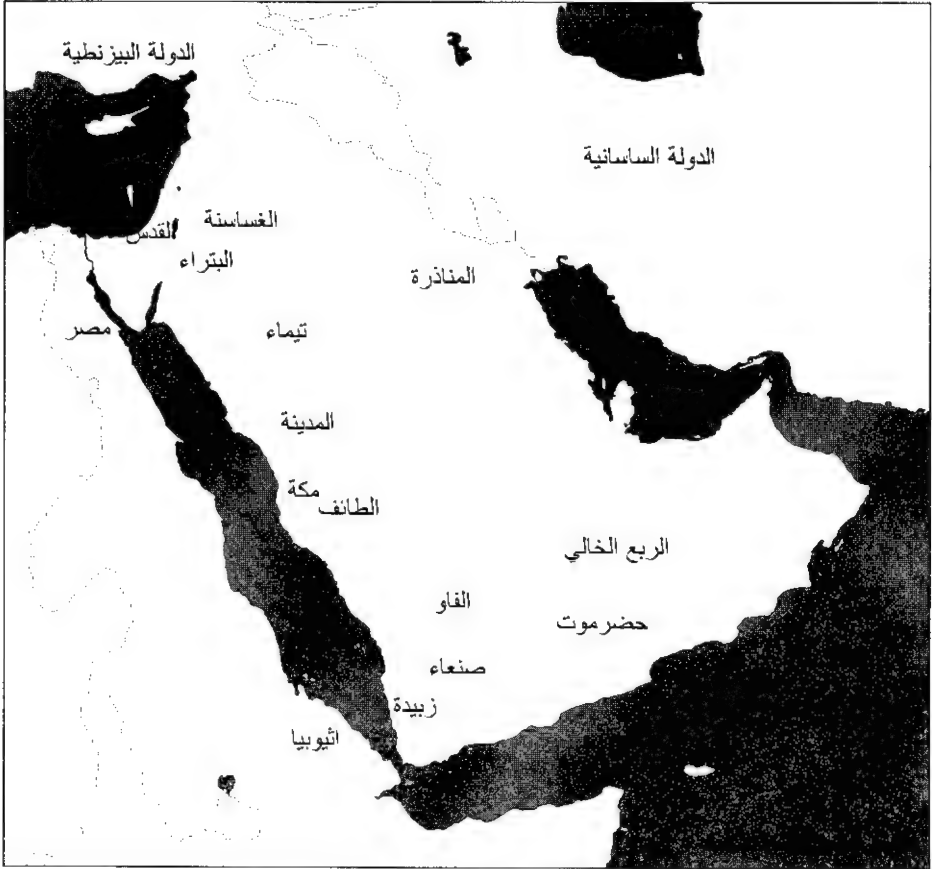 الدولة البيزنطية
الدولة الساسانية
الغساسنة
القدس
البتراء
المناذرة
مصر
تيماء
المدينة
مكة
الطائف
الربع الخالي
الفاو
حضرموت
صنعاء
زبيدة
اثيوبيا